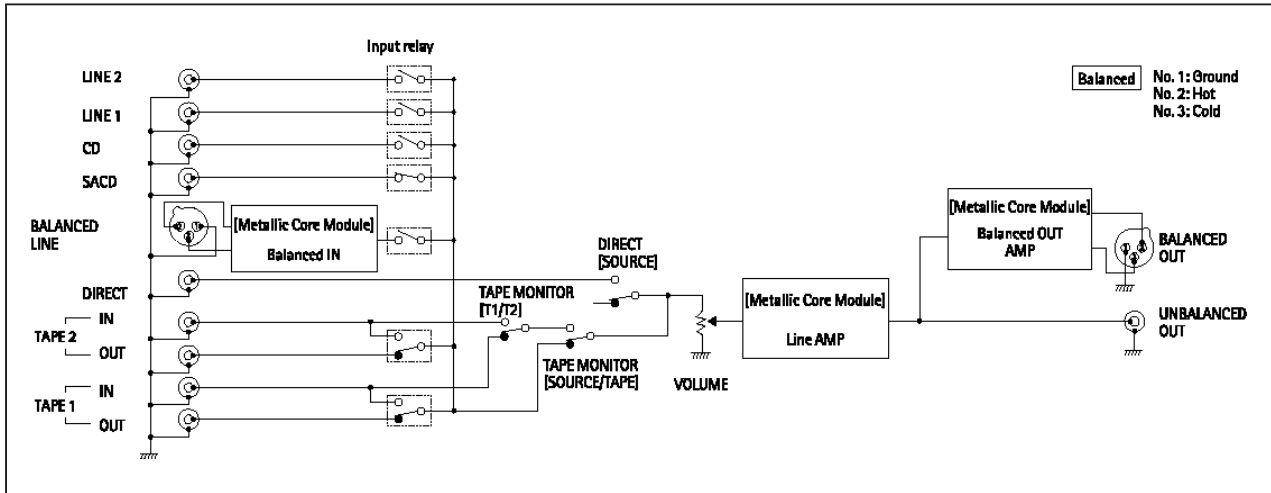 Input relay
LINE 2
LINE 1
CD
SACD
BALANCED
LINE
[Metallic Core Module]
Balanced IN
DIRECT
IN
TAPE 2
OUT
IN
TAPE 1
OUT
DIRECT
[SOURCE]
TAPE MONITOR
[T1/T2]
TAPE MONITOR
[SOURCE/TAPE]
VOLUME
[Metallic Core Module]
Line AMP
Balanced
No. 1: Ground
No. 2: Hot
No. 3: Cold
[Metallic Core Module]
Balanced OUT
AMP
BALANCED
OUT
UNBALANCED
OUT